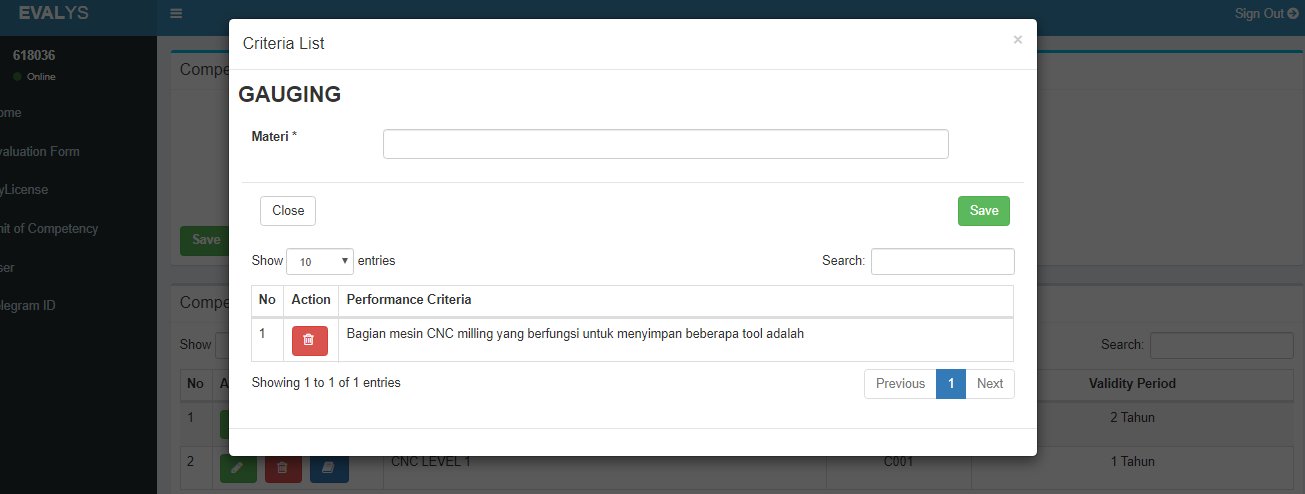 EVALYS
Sign Out
618036
Online
ome
valuation Form
yLicense
nit of Competency
ser
elegram ID
Compe
Save
Compe
Show
Search:
No A Validity Period
1 2 Tahun
2 CNC LEVEL 1 C001 1 Tahun
Criteria List ×
GAUGING
Materi *
Close Save
Show 10 entries Search:
No Action Performance Criteria
1 Bagian mesin CNC milling yang berfungsi untuk menyimpan beberapa tool adalah
Showing 1 to 1 of 1 entries Previous 1 Next